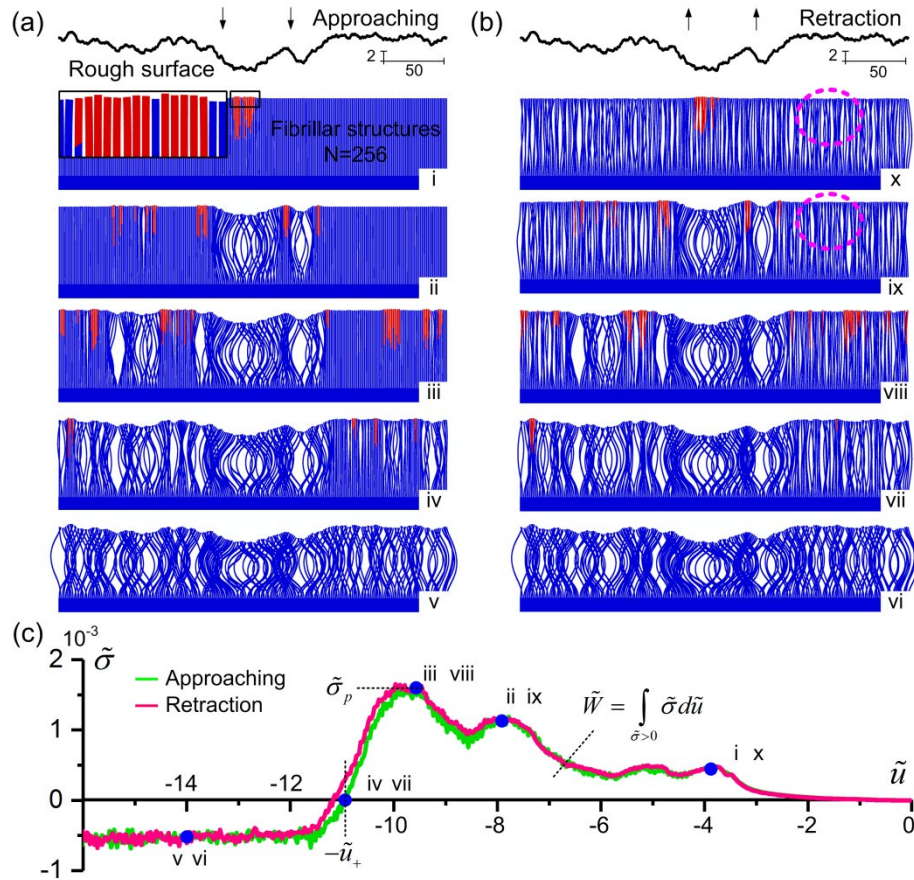 (a)
Approaching
2
50
Rough surface
Fibrillar structures
N=256
i
ii
iii
iv
v
(b)
Retraction
2
50
x
ix
viii
vii
vi
(c)
10⁻³
σ̃
2
1
0
-1
Approaching
Retraction
σ̃ₚ
iii viii
ii ix
W̃ = ∫ σ̃dũ
σ̃>0
i x
ũ
-14
-12
iv vii
v vi
−ũ₊
-10
-8
-6
-4
-2
0